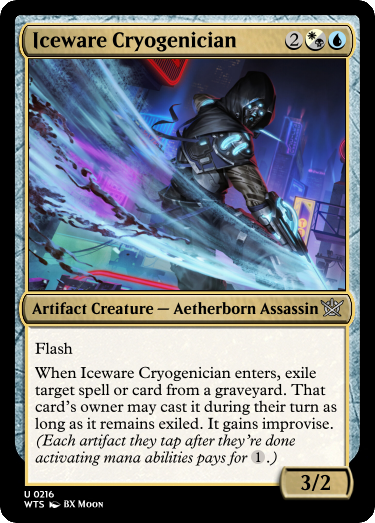 Iceware Cryogenician 2
Artifact Creature — Aetherborn Assassin
Flash
When Iceware Cryogenician enters, exile
target spell or card from a graveyard. That
card's owner may cast it during their turn as
long as it remains exiled. It gains improvise.
(Each artifact they tap after they're done
activating mana abilities pays for 1.)
3/2
U 0216
WTS BX Moon